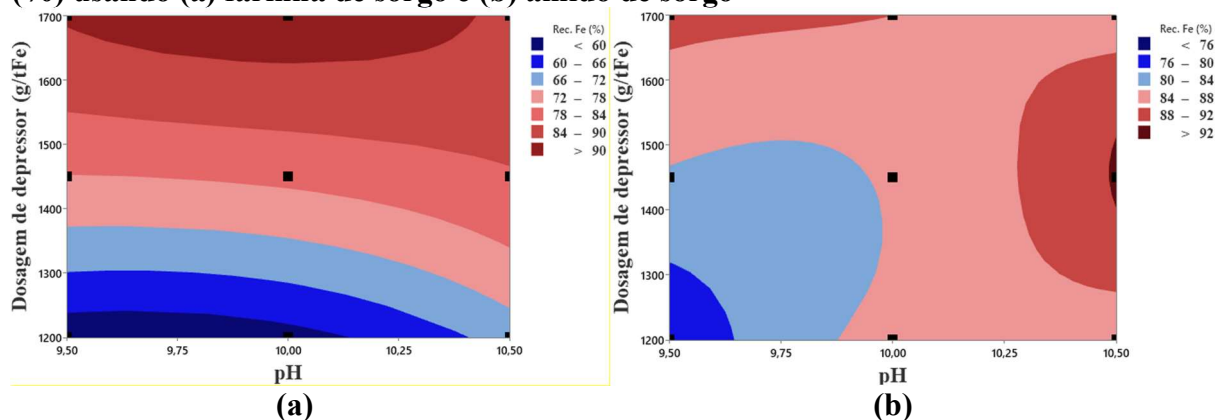 (%) usando (a) farinha de sorgo e (b) amido de sorgo
Dosagem de depressor (g/tFe)
1700
1600
1500
1400
1300
1200
9,50 9,75 10,00 10,25 10,50
pH
(a)
Rec. Fe (%)
< 60
60 – 66
66 – 72
72 – 78
78 – 84
84 – 90
> 90
Dosagem de depressor (g/tFe)
1700
1600
1500
1400
1300
1200
9,50 9,75 10,00 10,25 10,50
pH
(b)
Rec. Fe (%)
< 76
76 – 80
80 – 84
84 – 88
88 – 92
> 92